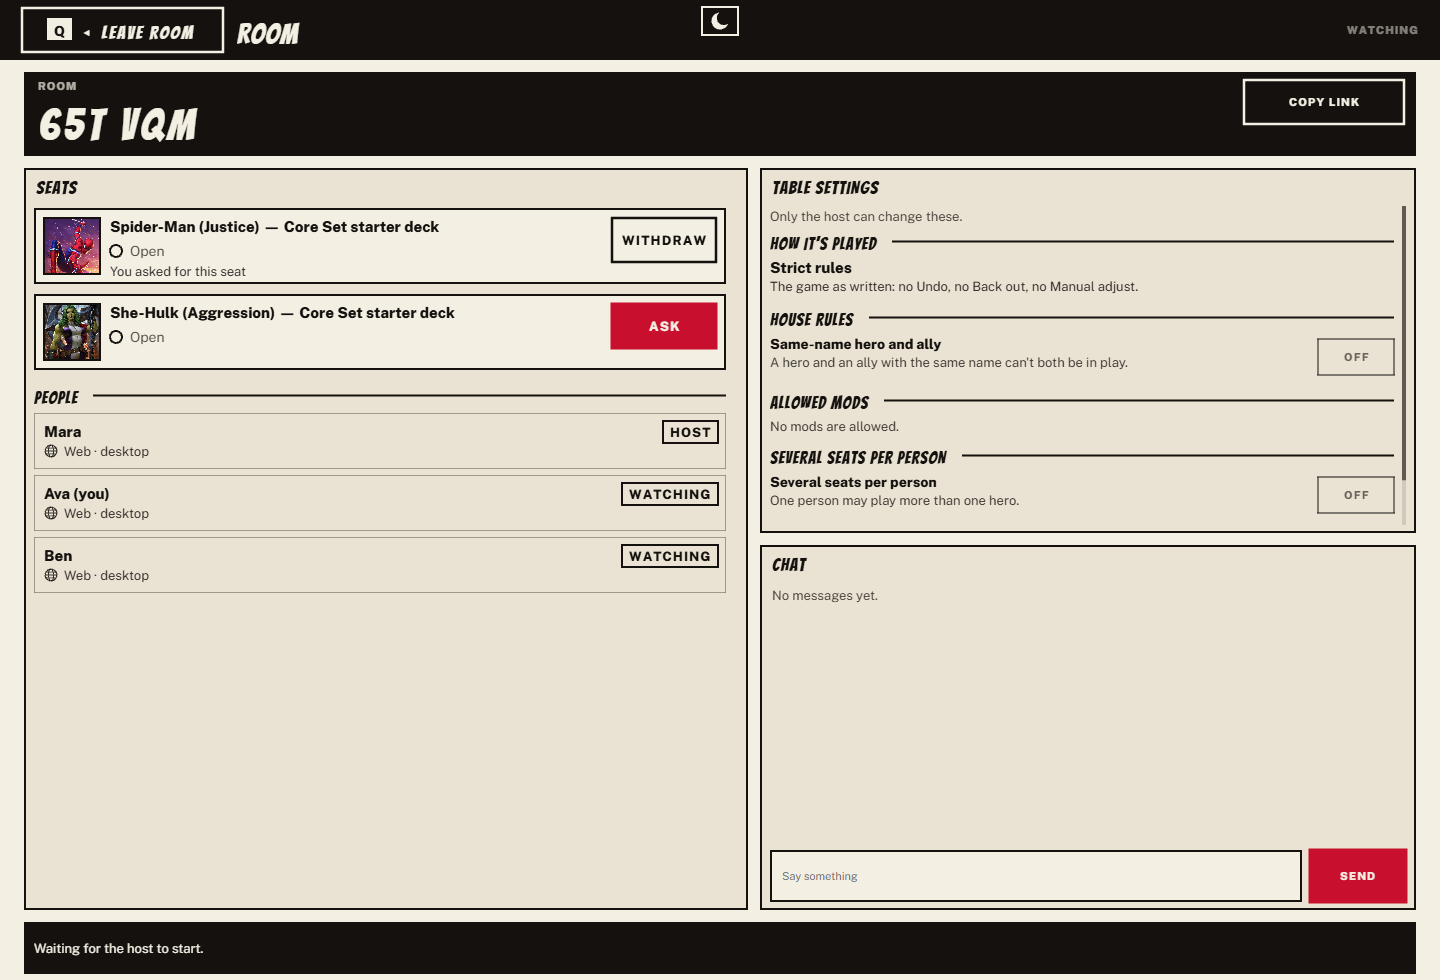 Q ◂ LEAVE ROOM
ROOM
WATCHING
ROOM
65T VQM
COPY LINK
SEATS
Spider-Man (Justice) — Core Set starter deck
Open
You asked for this seat
WITHDRAW
She-Hulk (Aggression) — Core Set starter deck
Open
ASK
PEOPLE
Mara
Web · desktop
HOST
Ava (you)
Web · desktop
WATCHING
Ben
Web · desktop
WATCHING
TABLE SETTINGS
Only the host can change these.
HOW IT'S PLAYED
Strict rules
The game as written: no Undo, no Back out, no Manual adjust.
HOUSE RULES
Same-name hero and ally
A hero and an ally with the same name can't both be in play.
OFF
ALLOWED MODS
No mods are allowed.
SEVERAL SEATS PER PERSON
Several seats per person
One person may play more than one hero.
OFF
CHAT
No messages yet.
Say something
SEND
Waiting for the host to start.